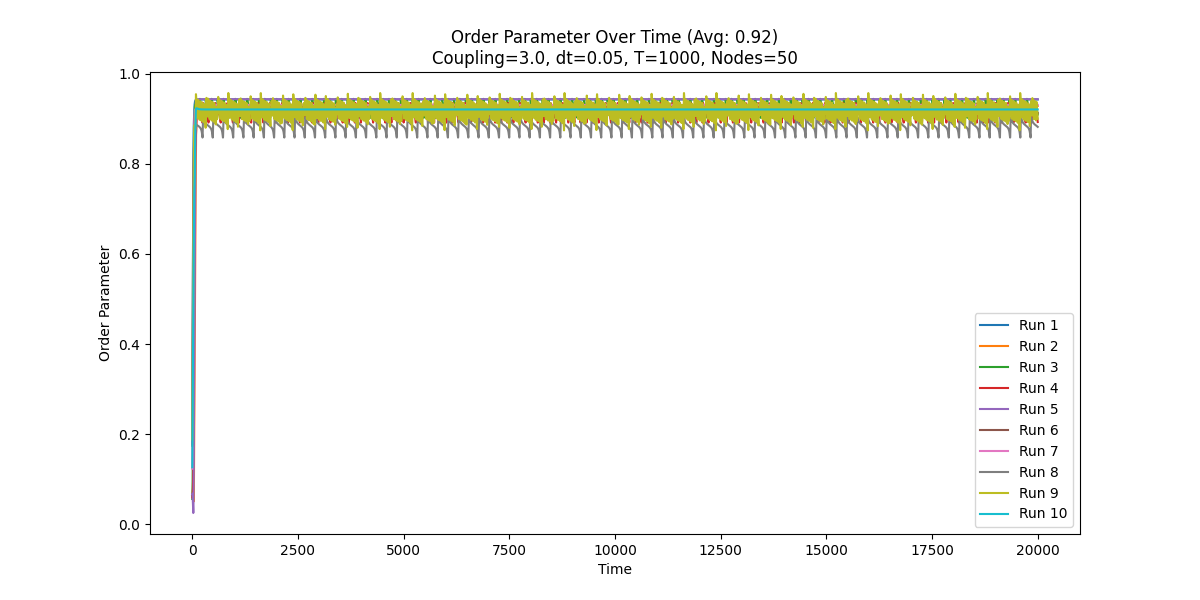 Order Parameter Over Time (Avg: 0.92)
Coupling=3.0, dt=0.05, T=1000, Nodes=50
Order Parameter
1.0
0.8
0.6
0.4
0.2
0.0
Run 1
Run 2
Run 3
Run 4
Run 5
Run 6
Run 7
Run 8
Run 9
Run 10
0 2500 5000 7500 10000 12500 15000 17500 20000
Time